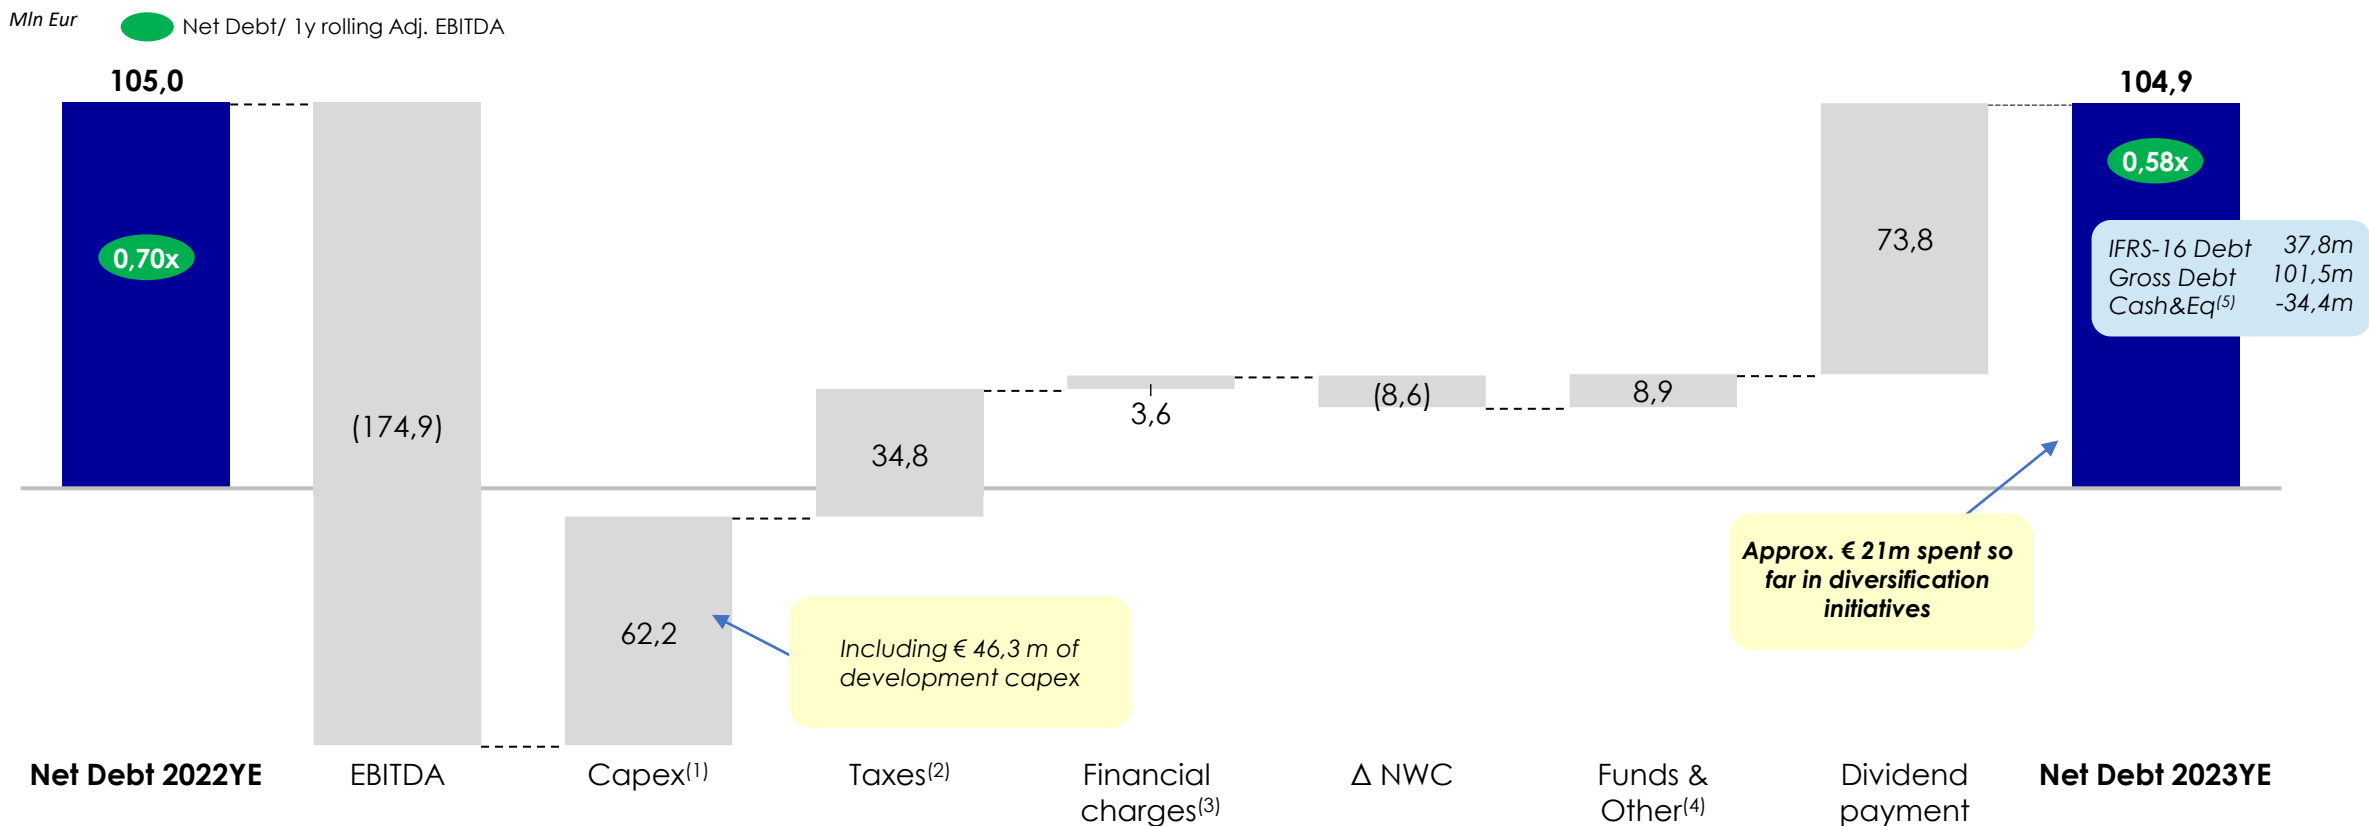 Mln Eur
Net Debt/ 1y rolling Adj. EBITDA
105,0
104,9
0,58x
0,70x
73,8
IFRS-16 Debt 37,8m
Gross Debt 101,5m
Cash&Eq(5) -34,4m
(174,9)
34,8
3,6
(8,6)
8,9
62,2
Including € 46,3 m of
development capex
Approx. € 21m spent so
far in diversification
initiatives
Net Debt 2022YE
EBITDA
Capex(1)
Taxes(2)
Financial
charges(3)
Δ NWC
Funds &
Other(4)
Dividend
payment
Net Debt 2023YE